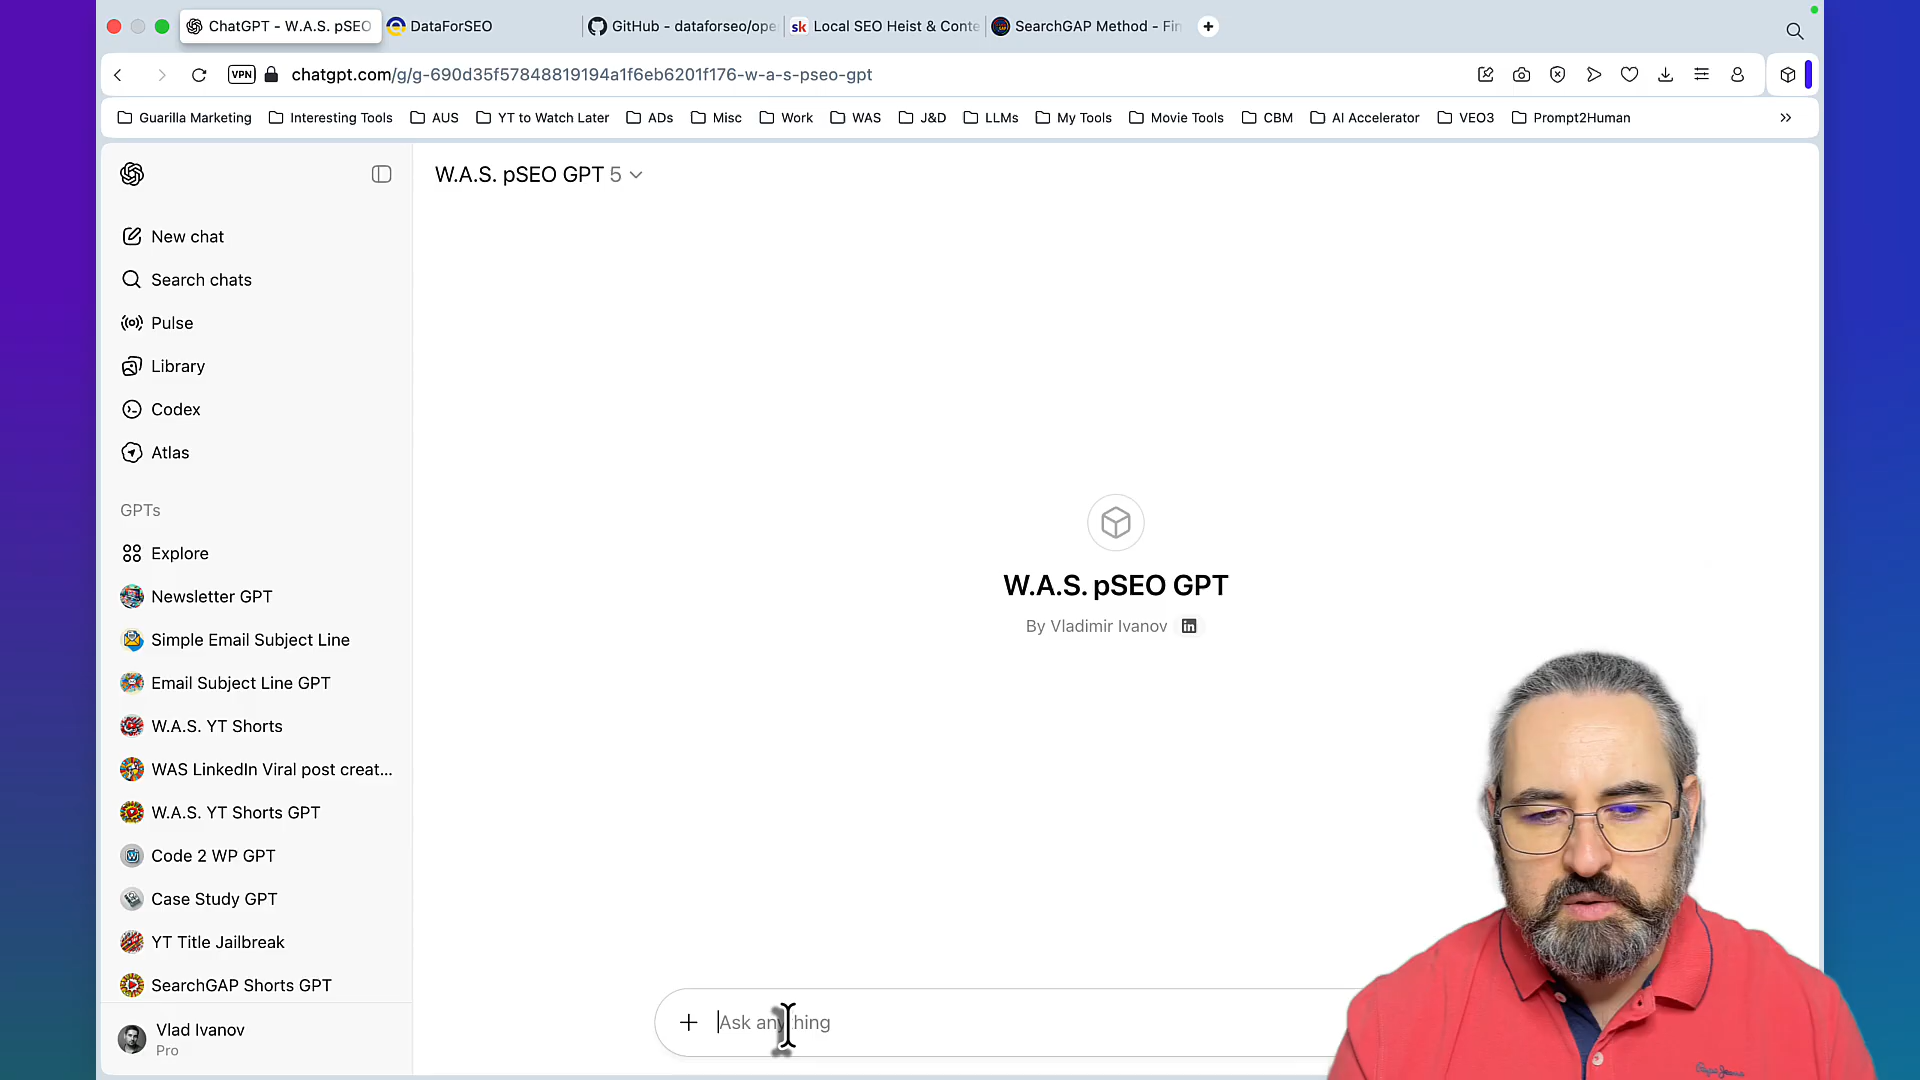 ChatGPT - W.A.S. pSEO
DataForSEO
GitHub - dataforseo/ope
sk
Local SEO Heist & Conte
SearchGAP Method - Fin
VPN
chatgpt.com/g/g-690d35f57848819194a1f6eb6201f176-w-a-s-pseo-gpt
Guarilla Marketing
Interesting Tools
AUS
YT to Watch Later
ADs
Misc
Work
WAS
J&D
LLMs
My Tools
Movie Tools
CBM
AI Accelerator
VEO3
Prompt2Human
W.A.S. pSEO GPT 5
New chat
Search chats
Pulse
Library
Codex
Atlas
GPTs
Explore
Newsletter GPT
Simple Email Subject Line
Email Subject Line GPT
W.A.S. YT Shorts
WAS LinkedIn Viral post creat...
W.A.S. YT Shorts GPT
Code 2 WP GPT
Case Study GPT
YT Title Jailbreak
SearchGAP Shorts GPT
Vlad Ivanov
Pro
W.A.S. pSEO GPT
By Vladimir Ivanov
in
Ask anything